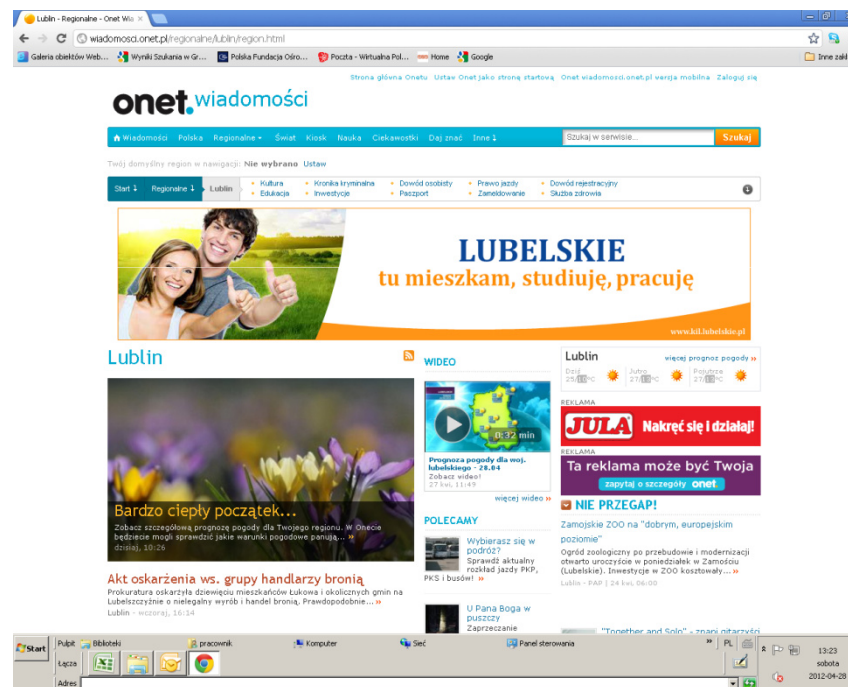 Lublin - Regionalne - Onet Wia
wiadomosci.onet.pl/regionalne/lublin/region.html
Galeria obiektów Web... Wyniki Szukania w Gr... Polska Fundacja Ośro... Poczta - Wirtualna Pol... Home Google Inne zakł
Strona główna Onetu Ustaw Onet jako stronę startową Onet wiadomosci.onet.pl wersja mobilna Zaloguj się
onet.wiadomości
Wiadomości Polska Regionalne Świat Kiosk Nauka Ciekawostki Daj znać Inne Szukaj w serwisie... Szukaj
Twój domyślny region w nawigacji: Nie wybrano Ustaw
Start Regionalne Lublin
Kultura Kronika kryminalna Dowód osobisty Prawo jazdy Dowód rejestracyjny
Edukacja Inwestycje Paszport Zameldowanie Służba zdrowia
LUBELSKIE
tu mieszkam, studiuję, pracuję
www.kil.lubelskie.pl
Lublin
Bardzo ciepły początek...
Zobacz szczegółową prognozę pogody dla Twojego regionu. W Onecie
będziecie mogli sprawdzić jakie warunki pogodowe panują... »
dzisiaj, 10:26
Akt oskarżenia ws. grupy handlarzy bronią
Prokuratura oskarżyła dziewięciu mieszkańców Łukowa i okolicznych gmin na
Lubelszczyźnie o nielegalny wyrób i handel bronią. Prawdopodobnie... »
Lublin - wczoraj, 16:14
WIDEO
0:32 min
Prognoza pogody dla woj.
lubelskiego - 28.04
Zobacz video!
27 kwi, 11:49
więcej wideo »
POLECAMY
Wybierasz się w
podróż?
Sprawdź aktualny
rozkład jazdy PKP,
PKS i busów! »
U Pana Boga w
puszczy
Zaprzeczanie
Lublin więcej prognoz pogody »
Dziś Jutro Pojutrze
REKLAMA
JULA Nakręć się i działaj!
REKLAMA
Ta reklama może być Twoja
zapytaj o szczegóły onet.
NIE PRZEGAP!
Zamojskie ZOO na "dobrym, europejskim
poziomie"
Ogród zoologiczny po przebudowie i modernizacji
otwarto uroczyście w poniedziałek w Zamościu
(Lubelskie). Inwestycje w ZOO kosztowały... »
Lublin - PAP | 24 kwi, 06:00
"Together and Solo" - znani gitarzyści
Start Pulpit Biblioteki pracownik Komputer Sieć Panel sterowania » PL
Łącza
Adres
13:23
sobota
2012-04-28